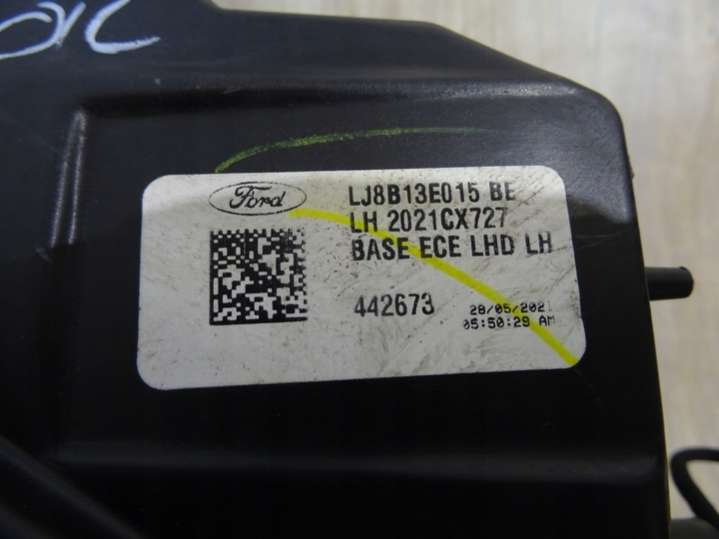 Ford
LJ8B13E015 BE
LH 2021CX727
BASE ECE LHD LH
442673 28/05/2021
05:50:29 AM